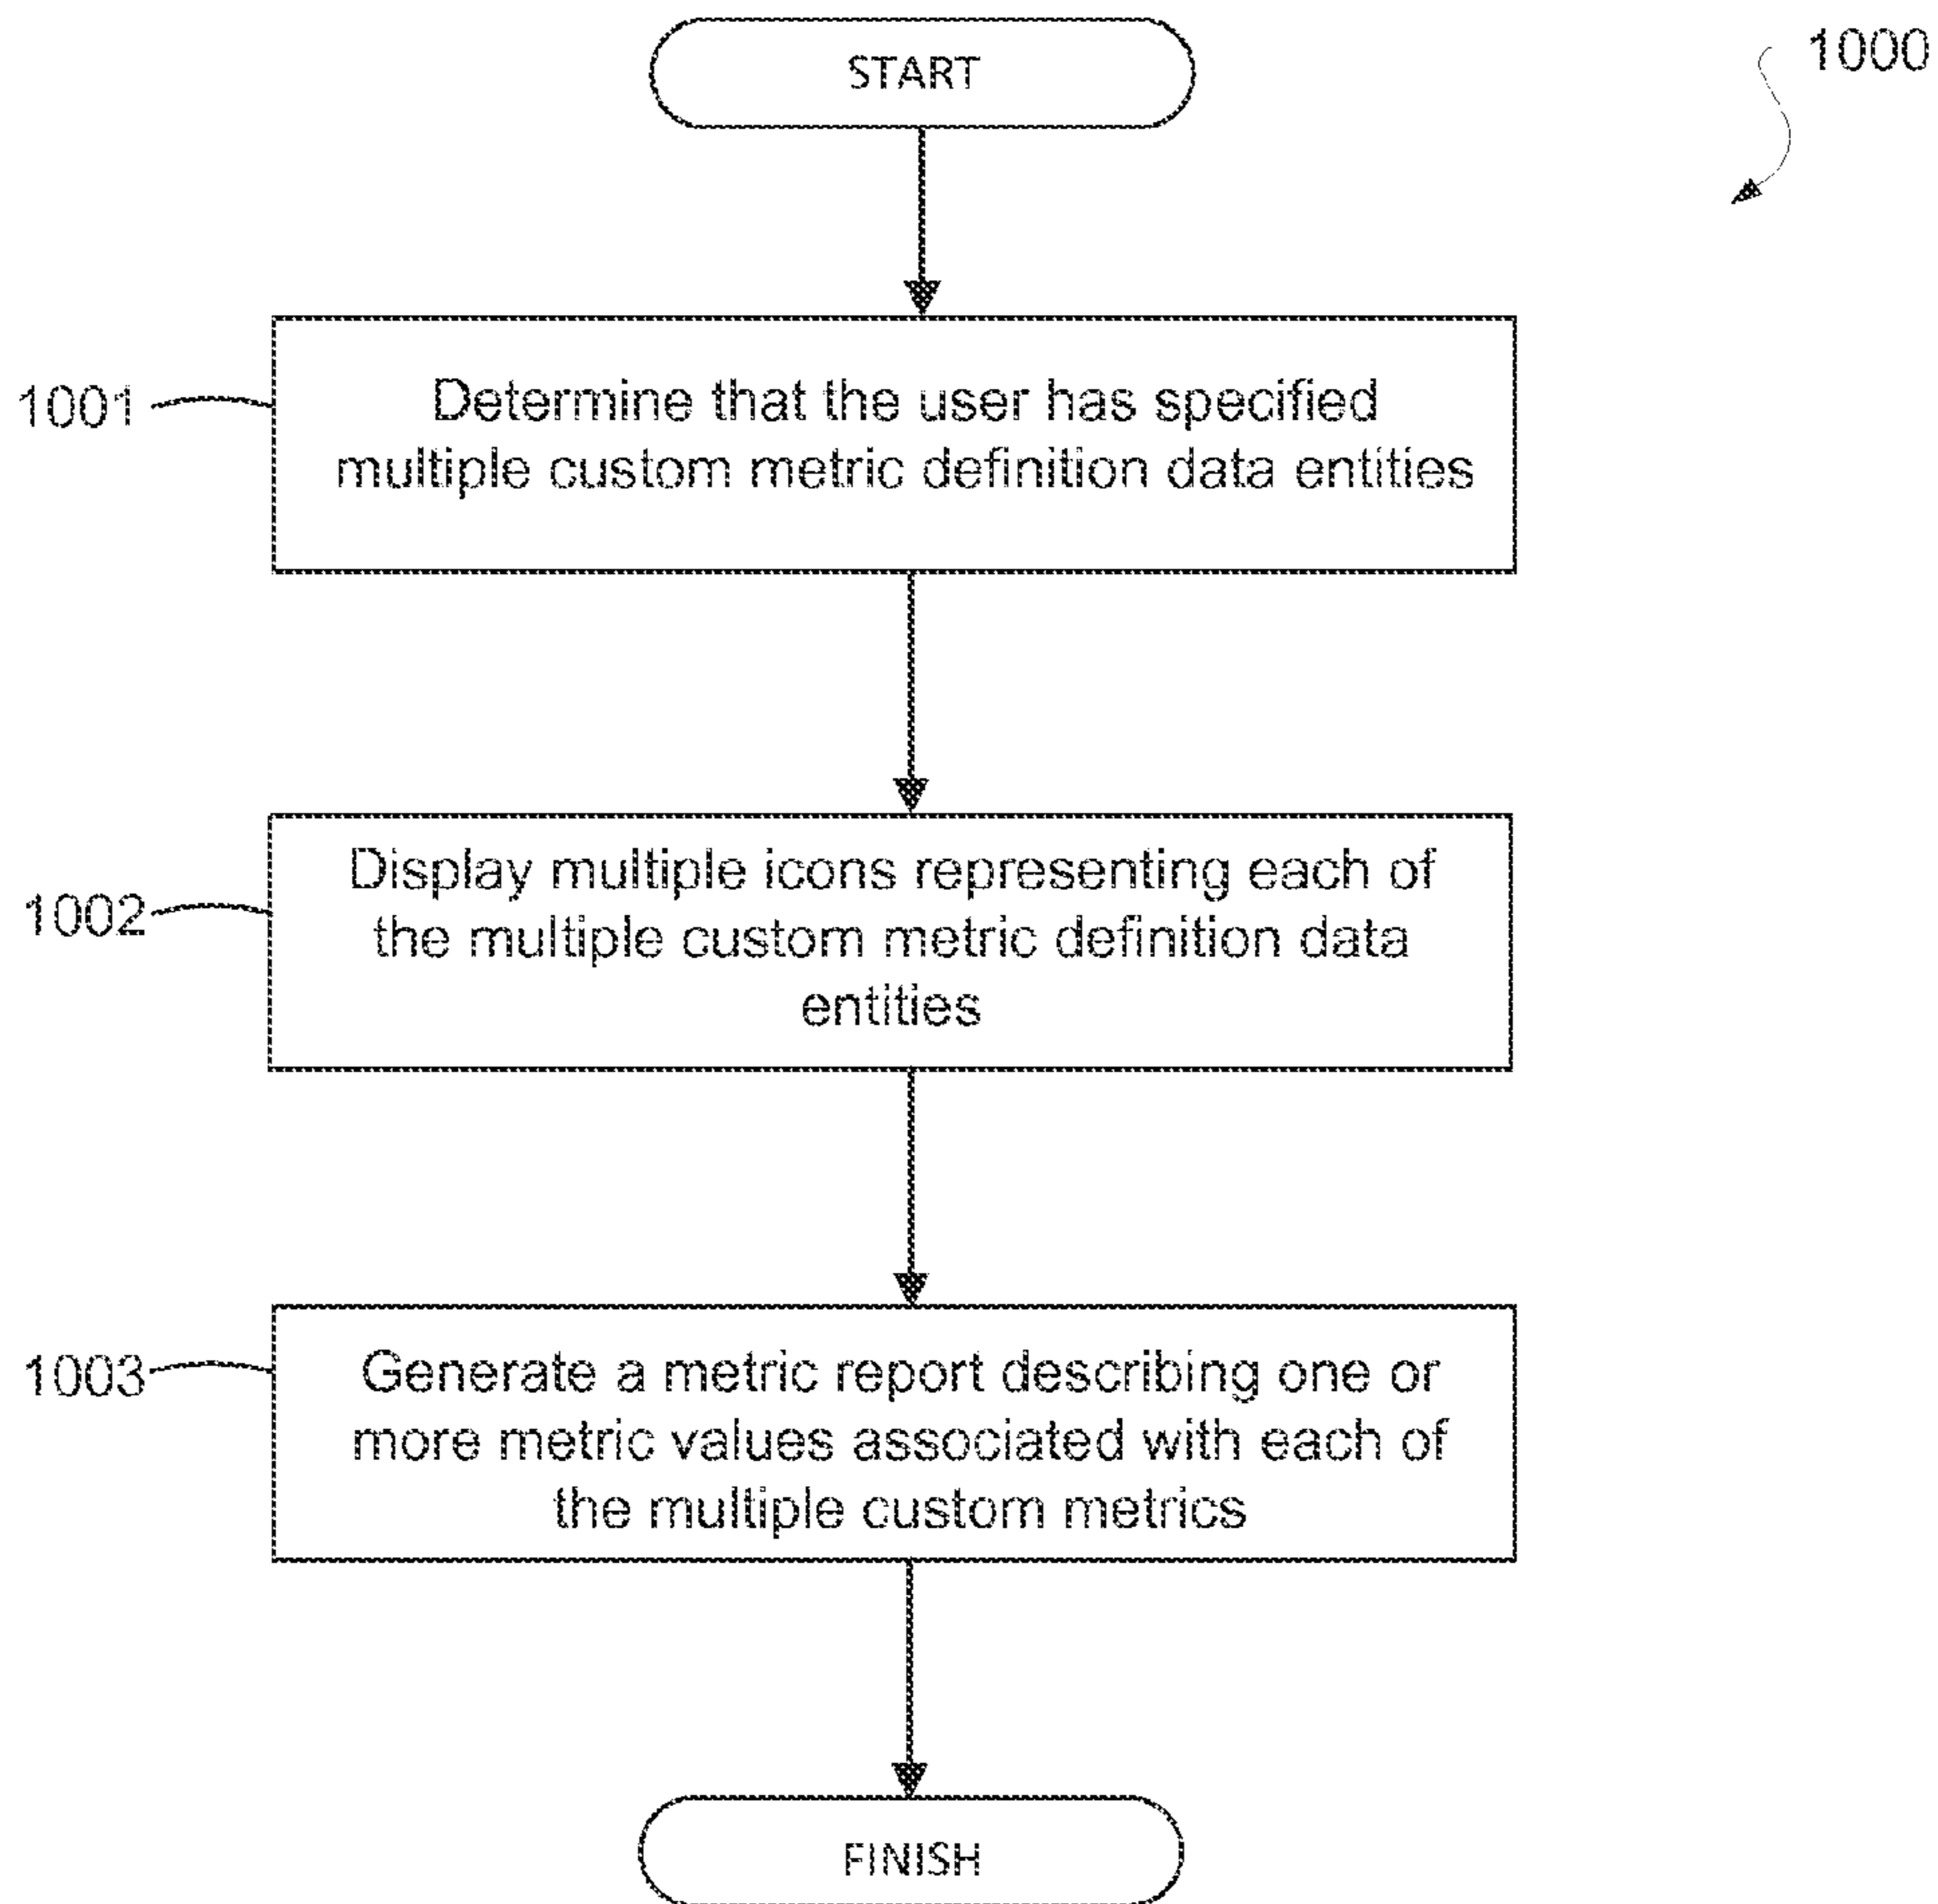 START
1000
1001
Determine that the user has specified
multiple custom metric definition data entities
1002
Display multiple icons representing each of
the multiple custom metric definition data
entities
1003
Generate a metric report describing one or
more metric values associated with each of
the multiple custom metrics
FINISH